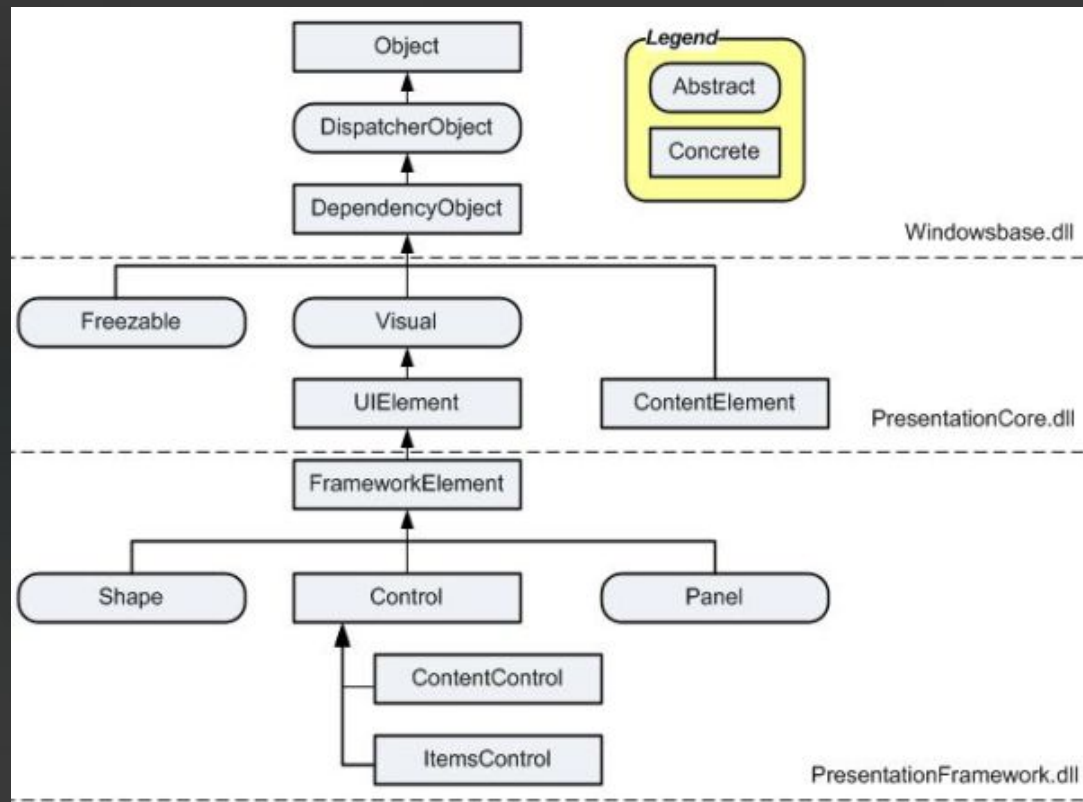 Object
Legend
Abstract
DispatcherObject
Concrete
DependencyObject
Windowsbase.dll
Freezable
Visual
UIElement
ContentElement
PresentationCore.dll
FrameworkElement
Shape
Control
Panel
ContentControl
ItemsControl
PresentationFramework.dll